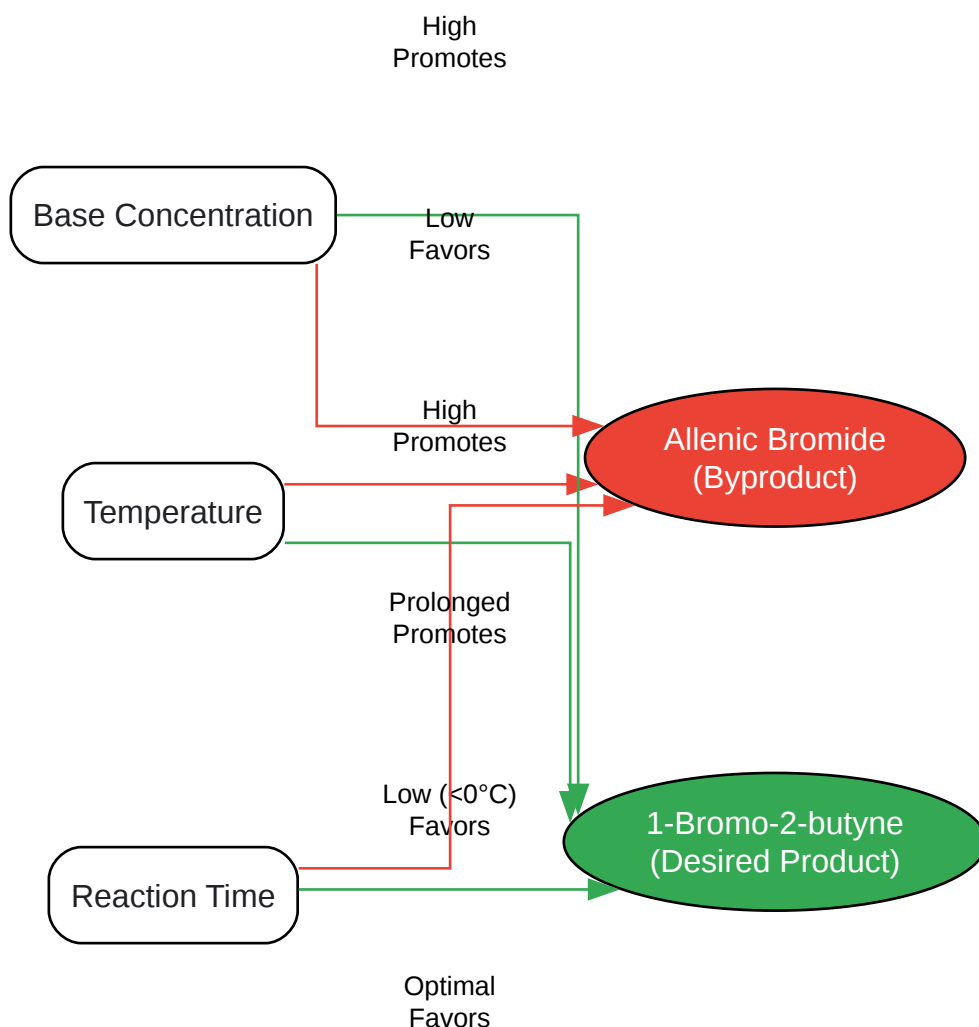 High
Promotes
Base Concentration
Low
Favors
High
Promotes
Allenic Bromide
(Byproduct)
Temperature
Prolonged
Promotes
Low (<0°C)
Favors
1-Bromo-2-butyne
(Desired Product)
Reaction Time
Optimal
Favors